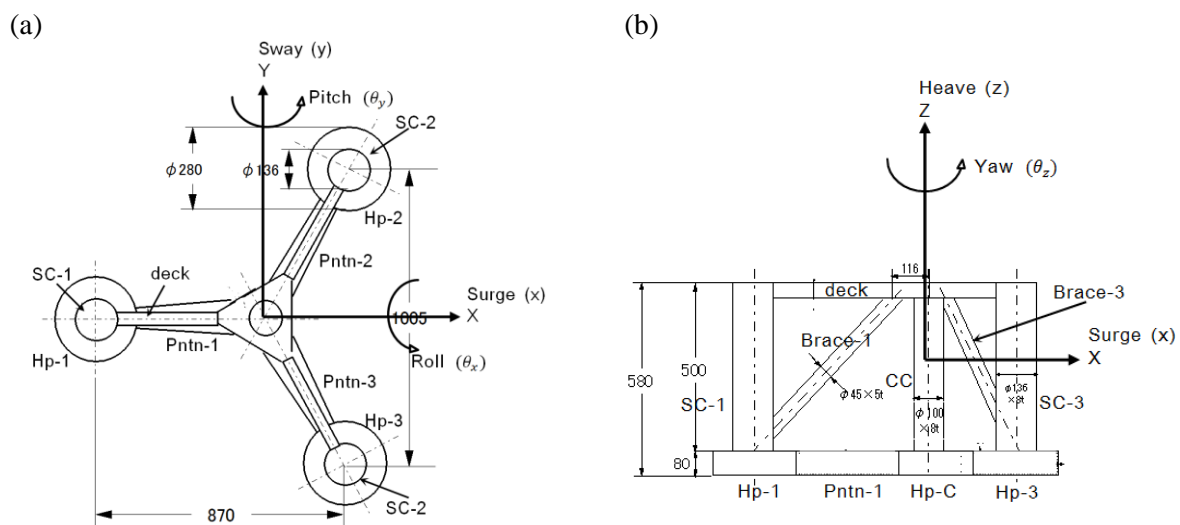 (a)
Sway (y)
Y
Pitch (θy)
SC-2
φ280
φ136
Hp-2
Pntn-2
SC-1
deck
Surge (x)
X
1005
Hp-1
Pntn-1
Roll (θx)
Pntn-3
Hp-3
SC-2
870
(b)
Heave (z)
Z
Yaw (θz)
116
deck
Brace-3
Brace-1
Surge (x)
X
580
500
CC
SC-1
φ45×5t
φ136
×8t
SC-3
φ100
×8t
80
Hp-1
Pntn-1
Hp-C
Hp-3